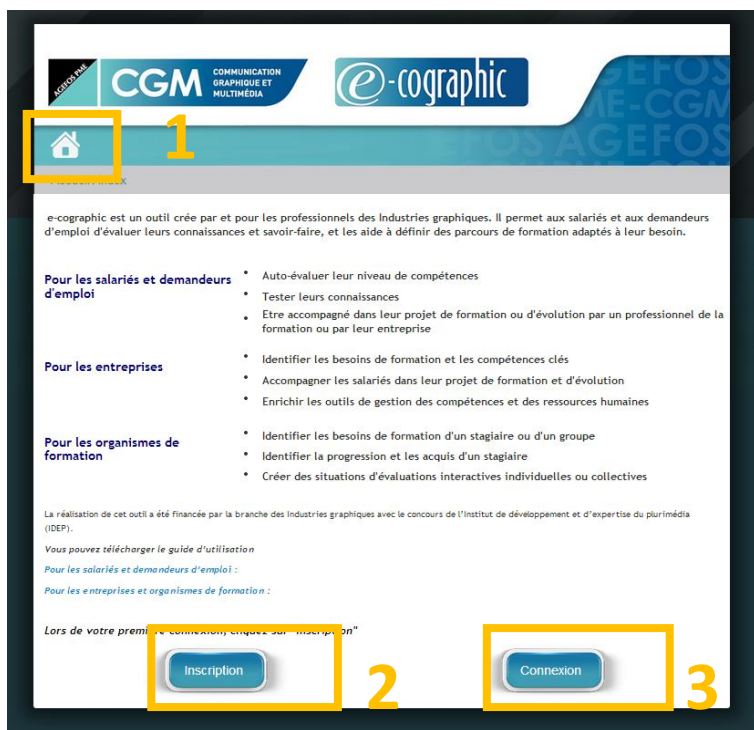 AGEFOS PME
CGM COMMUNICATION
GRAPHIQUE ET
MULTIMÉDIA
e-cographic
GEFOS
ME-CGM
EFOS AGEFOS
1
Index
e-cographic est un outil crée par et pour les professionnels des Industries graphiques. Il permet aux salariés et aux demandeurs
d'emploi d'évaluer leurs connaissances et savoir-faire, et les aide à définir des parcours de formation adaptés à leur besoin.
Pour les salariés et demandeurs
d'emploi
• Auto-évaluer leur niveau de compétences
• Tester leurs connaissances
• Etre accompagné dans leur projet de formation ou d'évolution par un professionnel de la
formation ou par leur entreprise
Pour les entreprises
• Identifier les besoins de formation et les compétences clés
• Accompagner les salariés dans leur projet de formation et d'évolution
• Enrichir les outils de gestion des compétences et des ressources humaines
Pour les organismes de
formation
• Identifier les besoins de formation d'un stagiaire ou d'un groupe
• Identifier la progression et les acquis d'un stagiaire
• Créer des situations d'évaluations interactives individuelles ou collectives
La réalisation de cet outil a été financée par la branche des Industries graphiques avec le concours de l'Institut de développement et d'expertise du plurimédia
(IDEP).
Vous pouvez télécharger le guide d'utilisation
Pour les salariés et demandeurs d'emploi :
Pour les entreprises et organismes de formation :
Lors de votre première connexion, cliquez sur "Inscription"
Inscription
2
Connexion
3